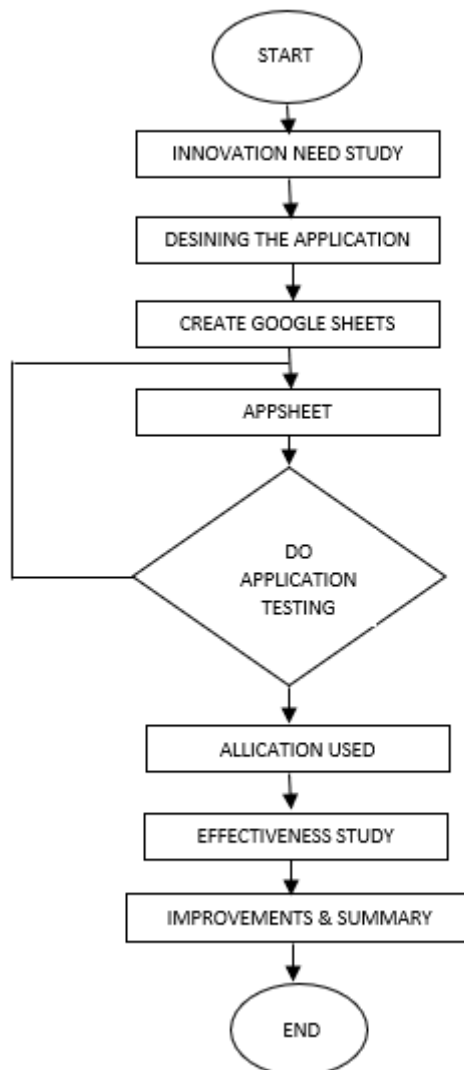 START
INNOVATION NEED STUDY
DESINING THE APPLICATION
CREATE GOOGLE SHEETS
APPSHEET
DO
APPLICATION
TESTING
ALLICATION USED
EFFECTIVENESS STUDY
IMPROVEMENTS & SUMMARY
END